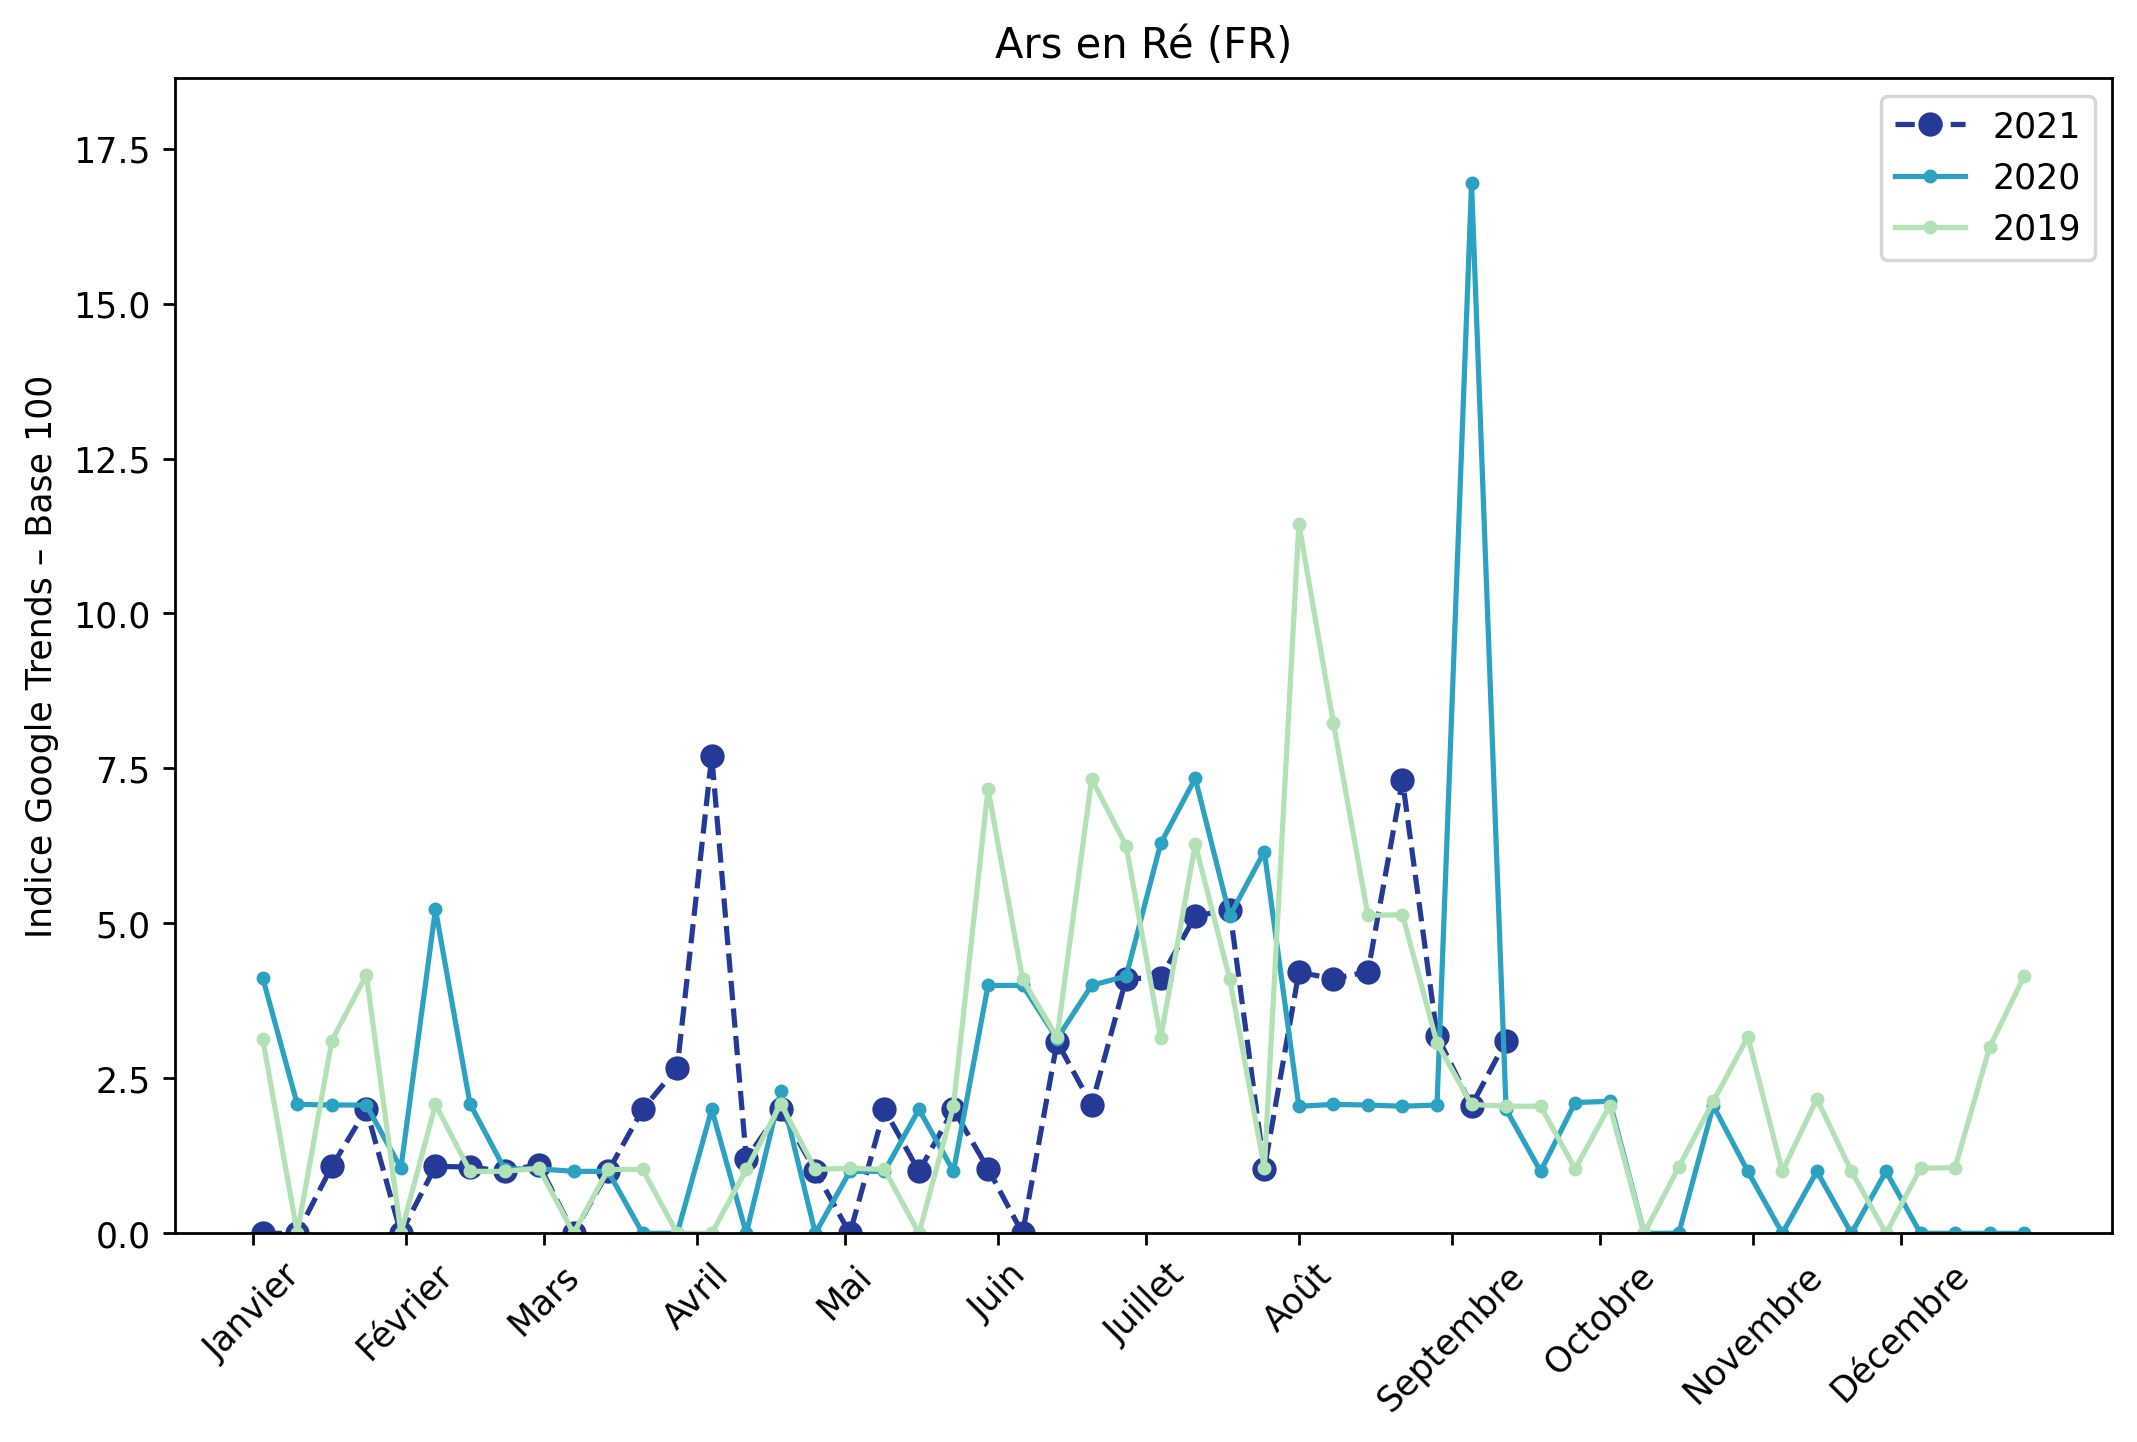 Ars en Ré (FR)
2021
2020
2019
Indice Google Trends – Base 100
17.5
15.0
12.5
10.0
7.5
5.0
2.5
0.0
Janvier
Février
Mars
Avril
Mai
Juin
Juillet
Août
Septembre
Octobre
Novembre
Décembre